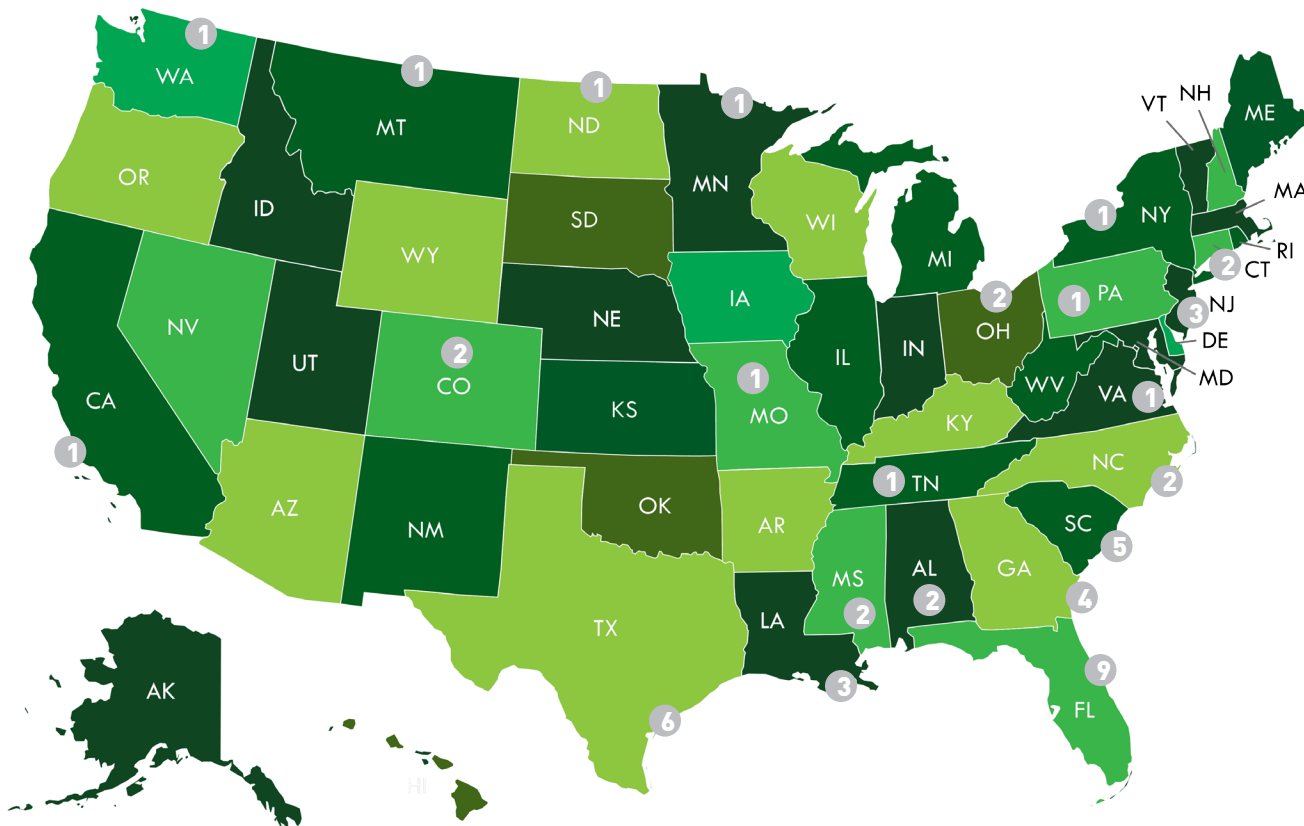 1
WA
1
MT
1
ND
1
MN
VT
NH
ME
OR
ID
WY
SD
WI
MI
1
NY
MA
RI
2
CT
NV
UT
2
CO
NE
IA
IL
IN
2
OH
1
PA
3
NJ
DE
MD
CA
1
KS
1
MO
KY
WV
VA
1
AZ
NM
OK
AR
1
TN
NC
2
SC
5
TX
6
LA
3
MS
2
AL
2
GA
4
9
FL
AK
HI